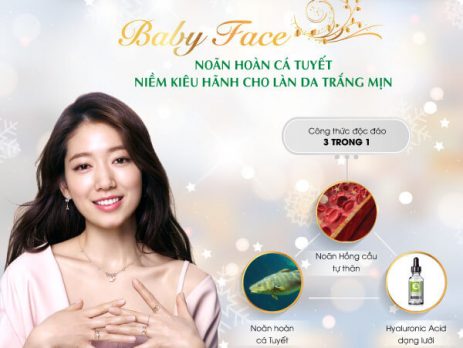 Baby Face
NOÃN HOÀN CÁ TUYẾT
NIỀM KIÊU HÃNH CHO LÀN DA TRẮNG MỊN
Công thức độc đáo
3 TRONG 1
Noãn Hồng cầu
tự thân
Noãn hoàn
cá Tuyết
Hyaluronic Acid
dạng lưới